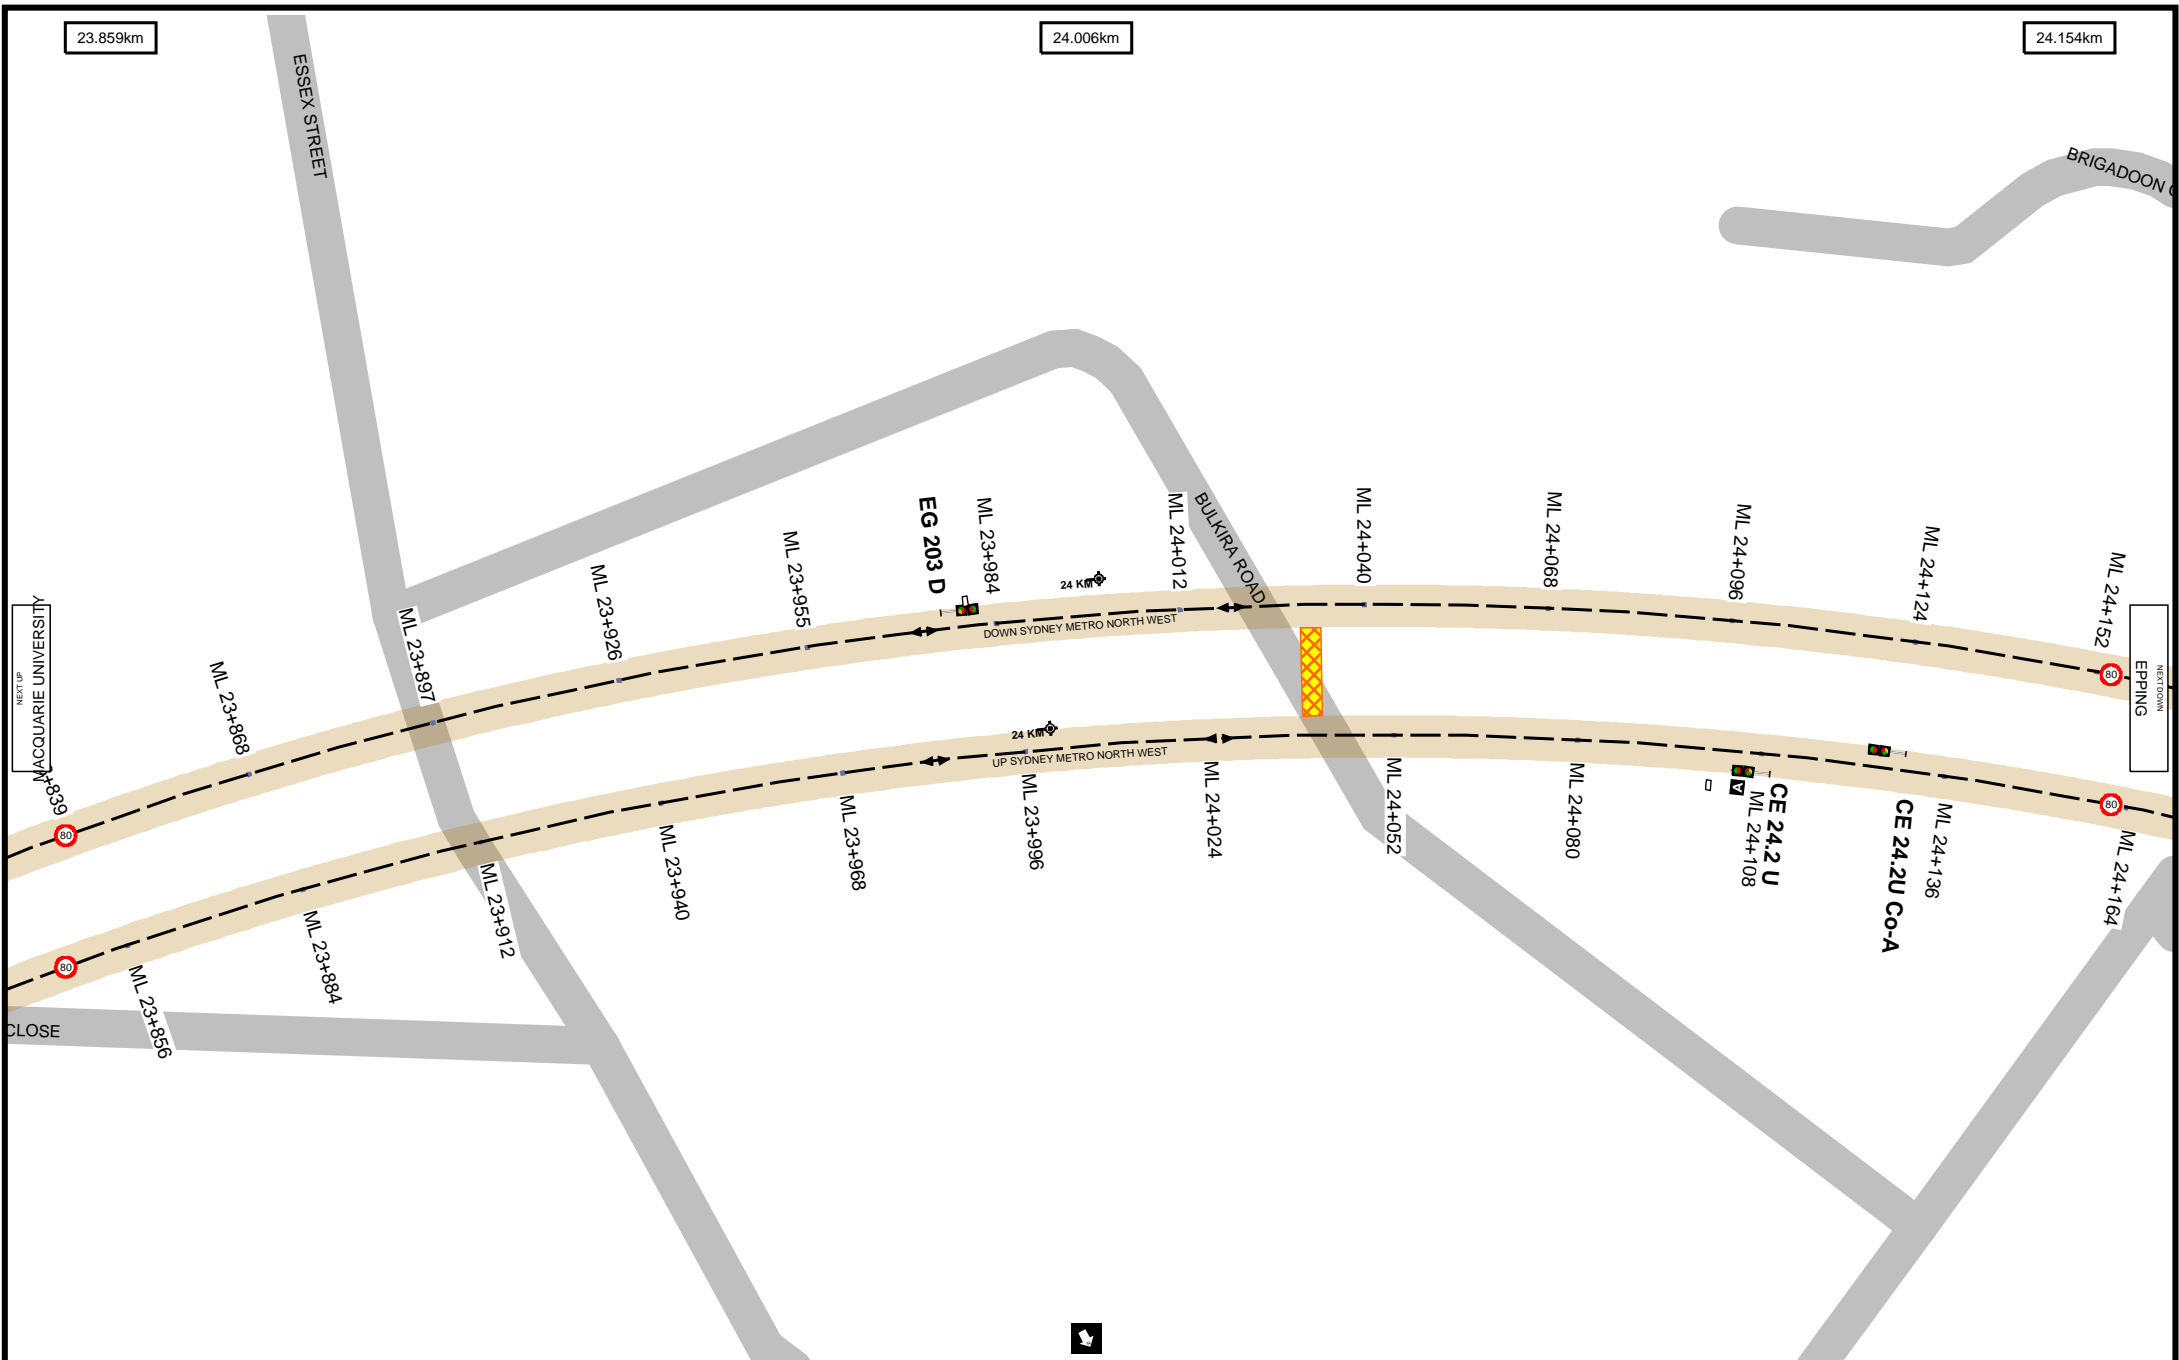 23.859km
24.006km
24.154km
ESSEX STREET
BRIGADOON
BULKIRA ROAD
CLOSE
NEXT UP
MACQUARIE UNIVERSITY
NEXT DOWN
EPPING
+839
ML 23+868
ML 23+897
ML 23+926
ML 23+955
EG 203 D
ML 23+984
24 KM
ML 24+012
ML 24+040
ML 24+068
ML 24+096
ML 24+124
ML 24+152
DOWN SYDNEY METRO NORTH WEST
80
80
24 KM
UP SYDNEY METRO NORTH WEST
80
80
ML 23+856
ML 23+884
ML 23+912
ML 23+940
ML 23+968
ML 23+996
ML 24+024
ML 24+052
ML 24+080
A
ML 24+108
CE 24.2 U
CE 24.2U Co-A
ML 24+136
ML 24+164